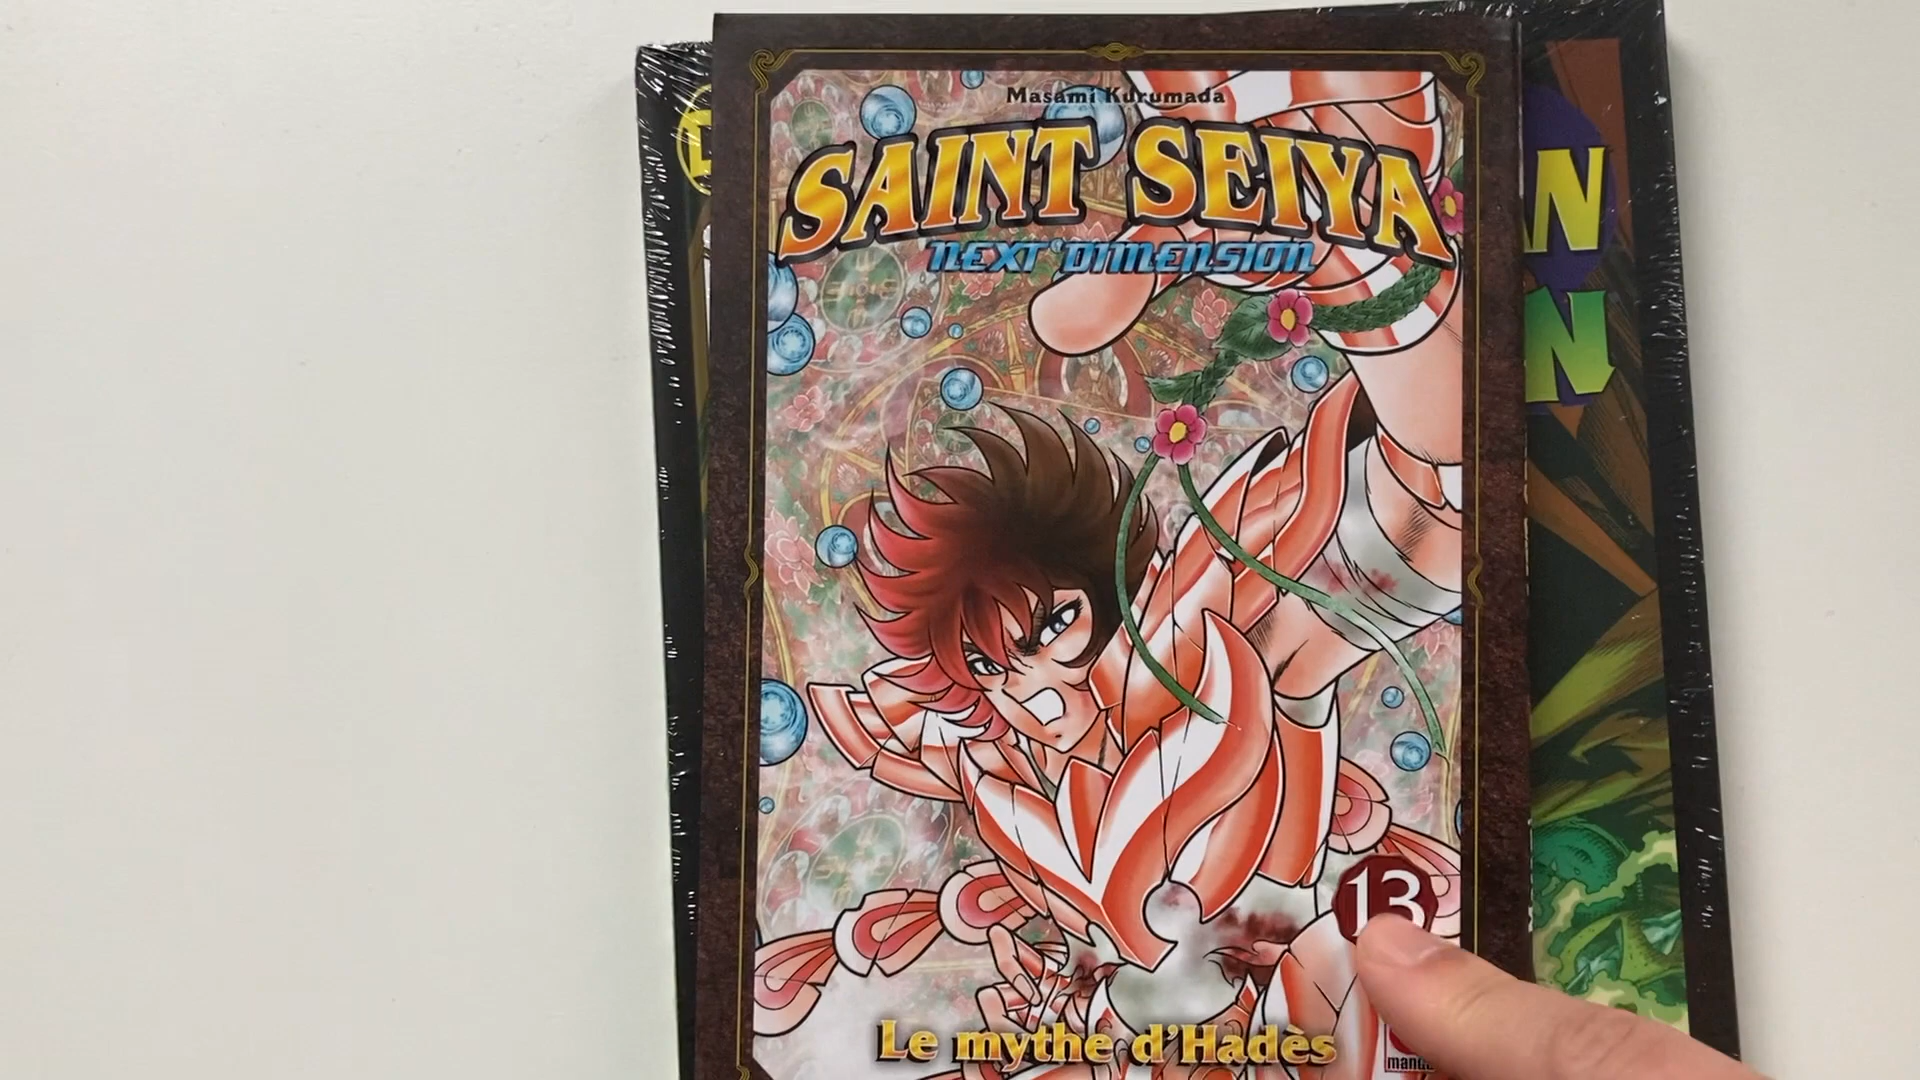 Masami Kurumada
SAINT SEIYA
NEXT DIMENSION
13
Le mythe d'Hadès